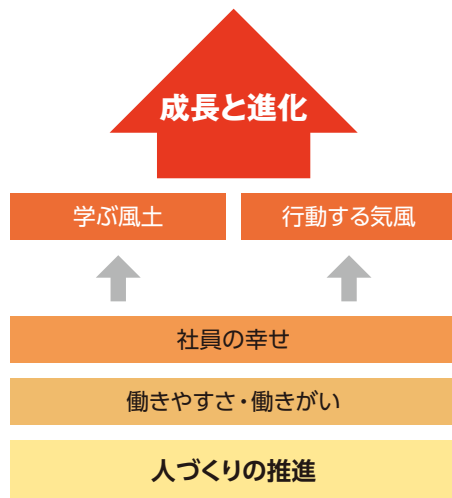 成長と進化
学ぶ風土
行動する気風
社員の幸せ
働きやすさ・働きがい
人づくりの推進